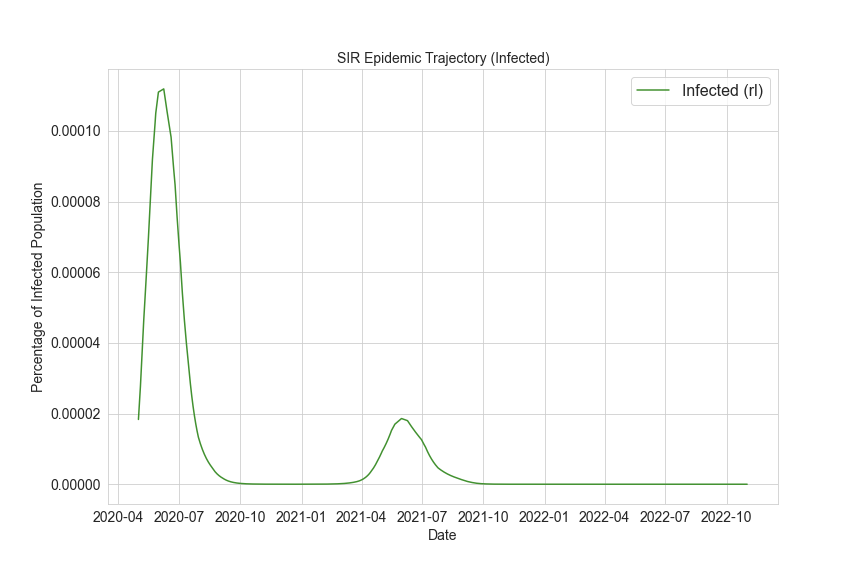 SIR Epidemic Trajectory (Infected)
Infected (rI)
Percentage of Infected Population
0.00010
0.00008
0.00006
0.00004
0.00002
0.00000
2020-04 2020-07 2020-10 2021-01 2021-04 2021-07 2021-10 2022-01 2022-04 2022-07 2022-10
Date